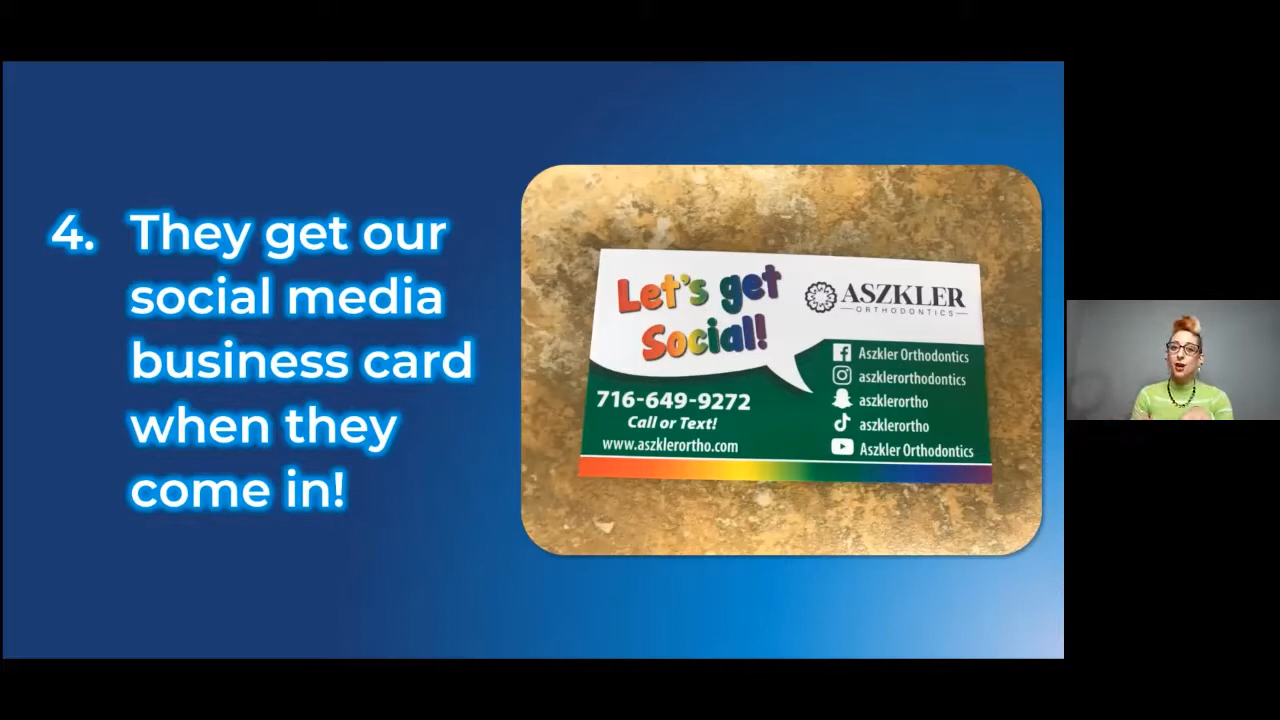 4. They get our
social media
business card
when they
come in!
Let's get
Social!
ASZKLER
ORTHODONTICS
716-649-9272
Call or Text!
www.aszklerortho.com
Aszkler Orthodontics
aszklerorthodontics
aszklerortho
aszklerortho
Aszkler Orthodontics